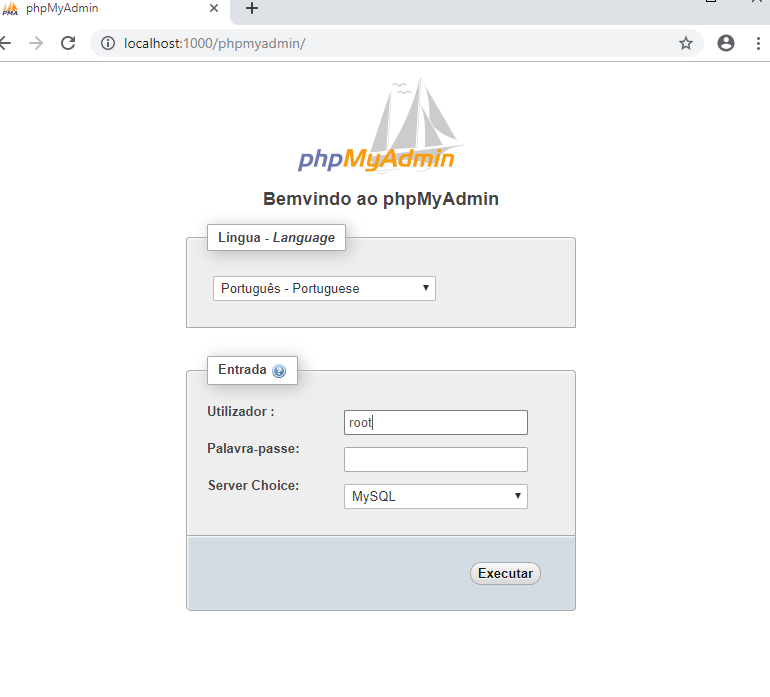 PMA
phpMyAdmin
localhost:1000/phpmyadmin/
phpMyAdmin
Bemvindo ao phpMyAdmin
Língua - Language
Português - Portuguese
Entrada
Utilizador :
root
Palavra-passe:
Server Choice:
MySQL
Executar